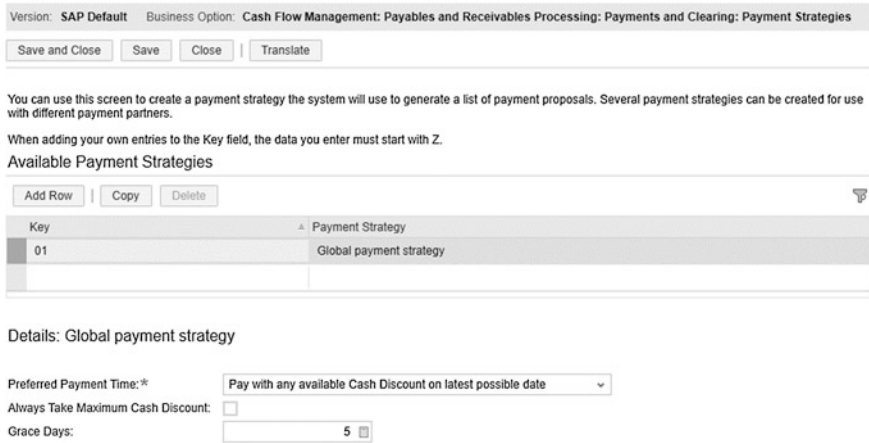 Version: SAP Default Business Option: Cash Flow Management: Payables and Receivables Processing: Payments and Clearing: Payment Strategies
Save and Close Save Close | Translate
You can use this screen to create a payment strategy the system will use to generate a list of payment proposals. Several payment strategies can be created for use
with different payment partners.
When adding your own entries to the Key field, the data you enter must start with Z.
Available Payment Strategies
Add Row | Copy Delete
Key Payment Strategy
01 Global payment strategy
Details: Global payment strategy
Preferred Payment Time:* Pay with any available Cash Discount on latest possible date
Always Take Maximum Cash Discount:
Grace Days: 5